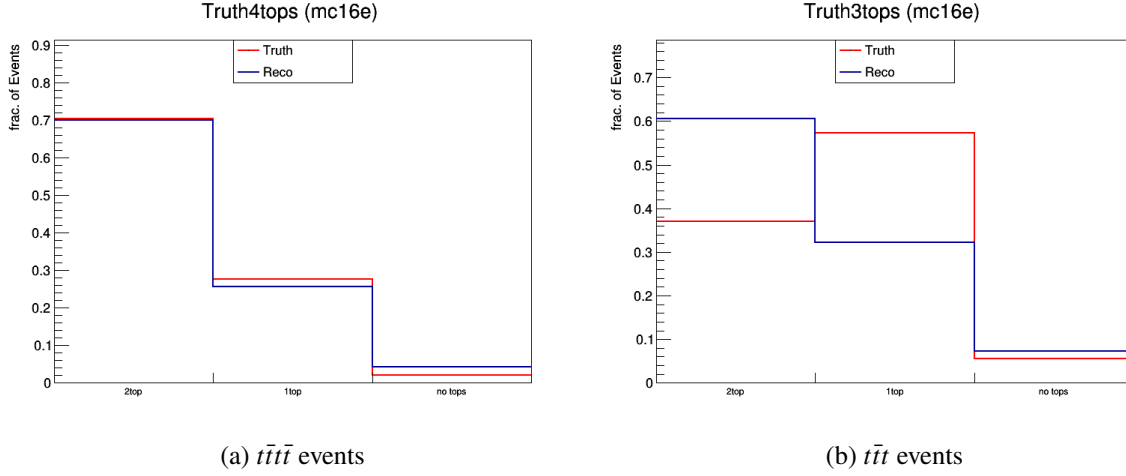 Truth4tops (mc16e)
frac. of Events
0.9
0.8
0.7
0.6
0.5
0.4
0.3
0.2
0.1
0
Truth
Reco
2top
1top
no tops
(a) tt̄tt̄ events
Truth3tops (mc16e)
frac. of Events
0.7
0.6
0.5
0.4
0.3
0.2
0.1
0
Truth
Reco
2top
1top
no tops
(b) tt̄t events